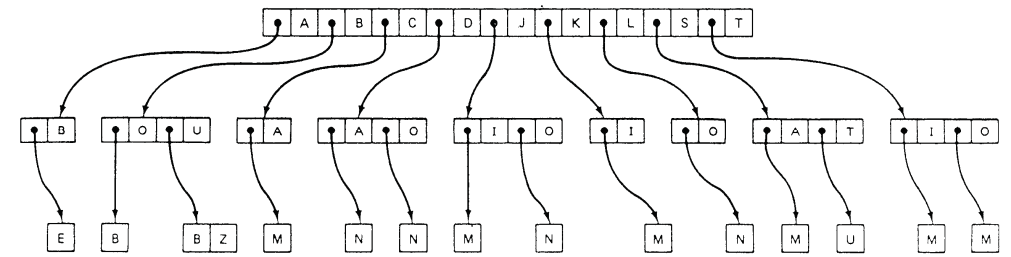 A B C D J K L S T
B O U A A O I O I O A T I O
E B B Z M N N M N M N M U M M